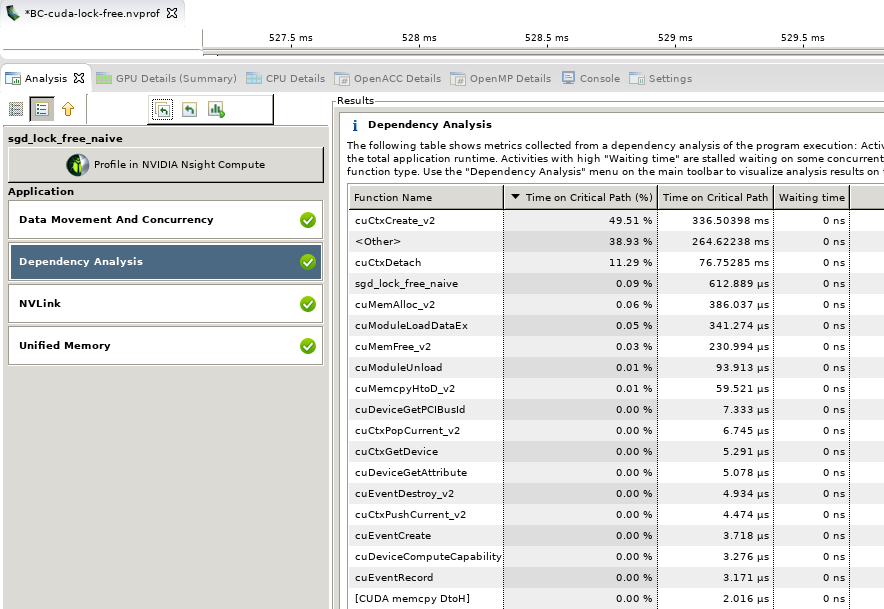 *BC-cuda-lock-free.nvprof
527.5 ms 528 ms 528.5 ms 529 ms 529.5 ms
Analysis GPU Details (Summary) CPU Details OpenACC Details OpenMP Details Console Settings
Results
sgd_lock_free_naive
Profile in NVIDIA Nsight Compute
Application
Data Movement And Concurrency
Dependency Analysis
NVLink
Unified Memory
i Dependency Analysis
The following table shows metrics collected from a dependency analysis of the program execution: Activ
the total application runtime. Activities with high "Waiting time" are stalled waiting on some concurrent
function type. Use the "Dependency Analysis" menu on the main toolbar to visualize analysis results on
Function Name Time on Critical Path (%) Time on Critical Path Waiting time
cuCtxCreate_v2 49.51 % 336.50398 ms 0 ns
<Other> 38.93 % 264.62238 ms 0 ns
cuCtxDetach 11.29 % 76.75285 ms 0 ns
sgd_lock_free_naive 0.09 % 612.889 µs 0 ns
cuMemAlloc_v2 0.06 % 386.037 µs 0 ns
cuModuleLoadDataEx 0.05 % 341.274 µs 0 ns
cuMemFree_v2 0.03 % 230.994 µs 0 ns
cuModuleUnload 0.01 % 93.913 µs 0 ns
cuMemcpyHtoD_v2 0.01 % 59.521 µs 0 ns
cuDeviceGetPCIBusId 0.00 % 7.333 µs 0 ns
cuCtxPopCurrent_v2 0.00 % 6.745 µs 0 ns
cuCtxGetDevice 0.00 % 5.291 µs 0 ns
cuDeviceGetAttribute 0.00 % 5.078 µs 0 ns
cuEventDestroy_v2 0.00 % 4.934 µs 0 ns
cuCtxPushCurrent_v2 0.00 % 4.474 µs 0 ns
cuEventCreate 0.00 % 3.718 µs 0 ns
cuDeviceComputeCapability 0.00 % 3.276 µs 0 ns
cuEventRecord 0.00 % 3.171 µs 0 ns
[CUDA memcpy DtoH] 0.00 % 2.016 µs 0 ns